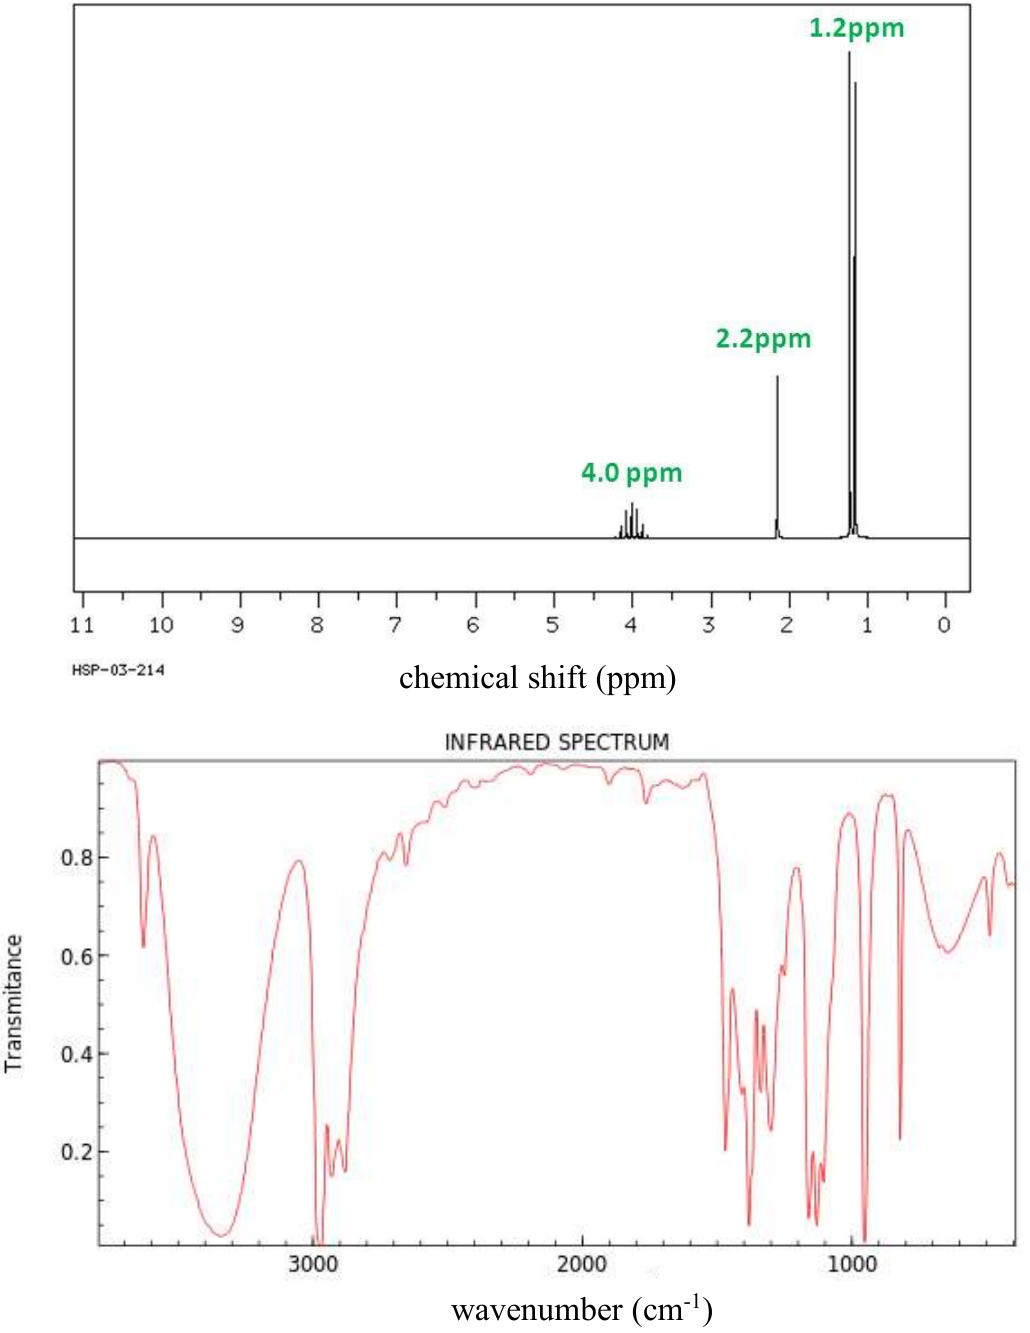 1.2ppm
2.2ppm
4.0 ppm
11 10 9 8 7 6 5 4 3 2 1 0
HSP-03-214
chemical shift (ppm)
INFRARED SPECTRUM
0.8
0.6
0.4
0.2
Transmitance
3000 2000 1000
wavenumber (cm⁻¹)